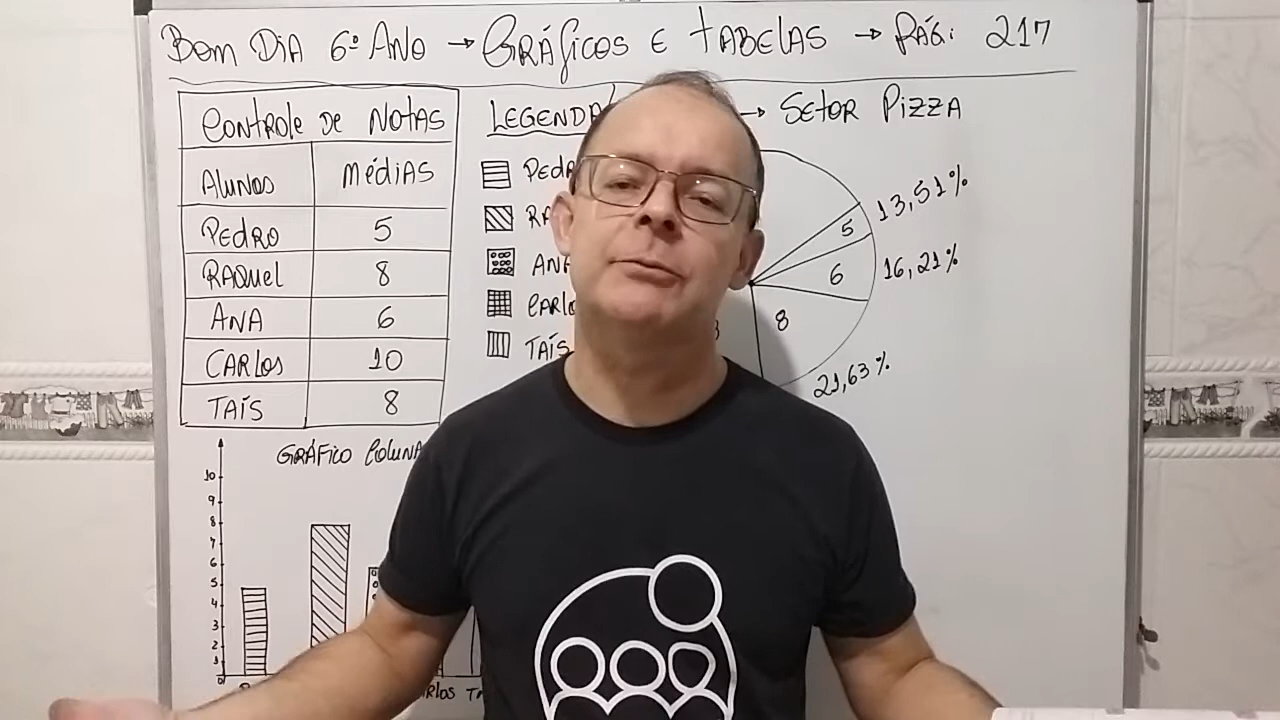 Bom Dia 6º Ano → Gráficos e tabelas → Pág: 217
Controle de Notas
Alunos Médias
Pedro 5
Raquel 8
Ana 6
Carlos 10
Taís 8
Legenda
Taís
→ Setor Pizza
5 13,51%
6 16,21%
8 21,63%
Gráfico
10
9
8
7
6
5
4
3
2
1
0